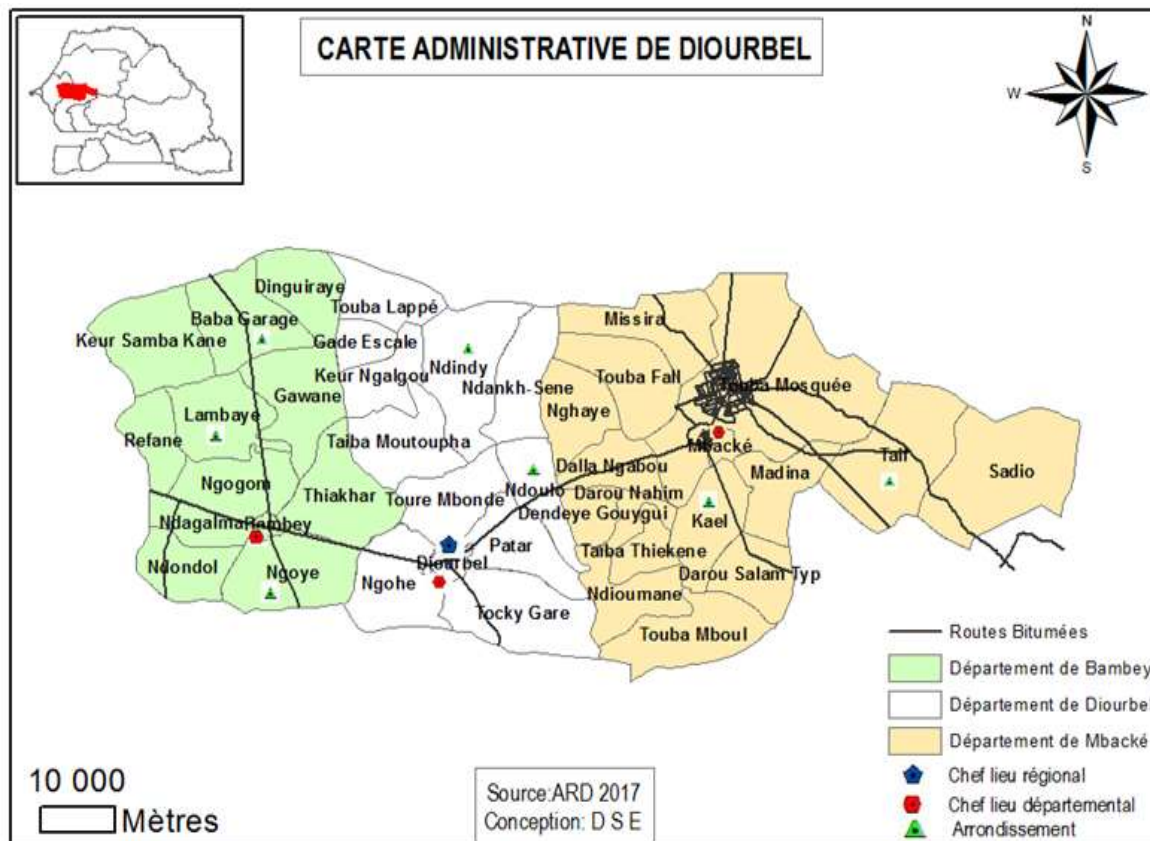 CARTE ADMINISTRATIVE DE DIOURBEL
N
W
S
Dinguiraye
Touba Lappé
Baba Garage
Missira
Keur Samba Kane
Gade Escale
Ndindy
Keur Ngalgou
Touba Fall
Touba Mosquée
Ndankh-Sene
Gawane
Nghaye
Lambaye
Refane
Taiba Moutoupha
Mbacké
Taif
Dalla Ngabou
Madina
Sadio
Ngogom
Thiakhar
Toure Mbonde
Ndoulo
Darou Nahim
Dendeye Gouygui
Kael
Ndagalma
Bambey
Patar
Taiba Thiekene
Diourbel
Ndondol
Ngoye
Ngohe
Darou Salam Typ
Ndioumane
Tocky Gare
Touba Mboul
Routes Bitumées
Département de Bambey
Département de Diourbel
Département de Mbacké
Chef lieu régional
Chef lieu départemental
Arrondissement
10 000
Mètres
Source:ARD 2017
Conception: D S E